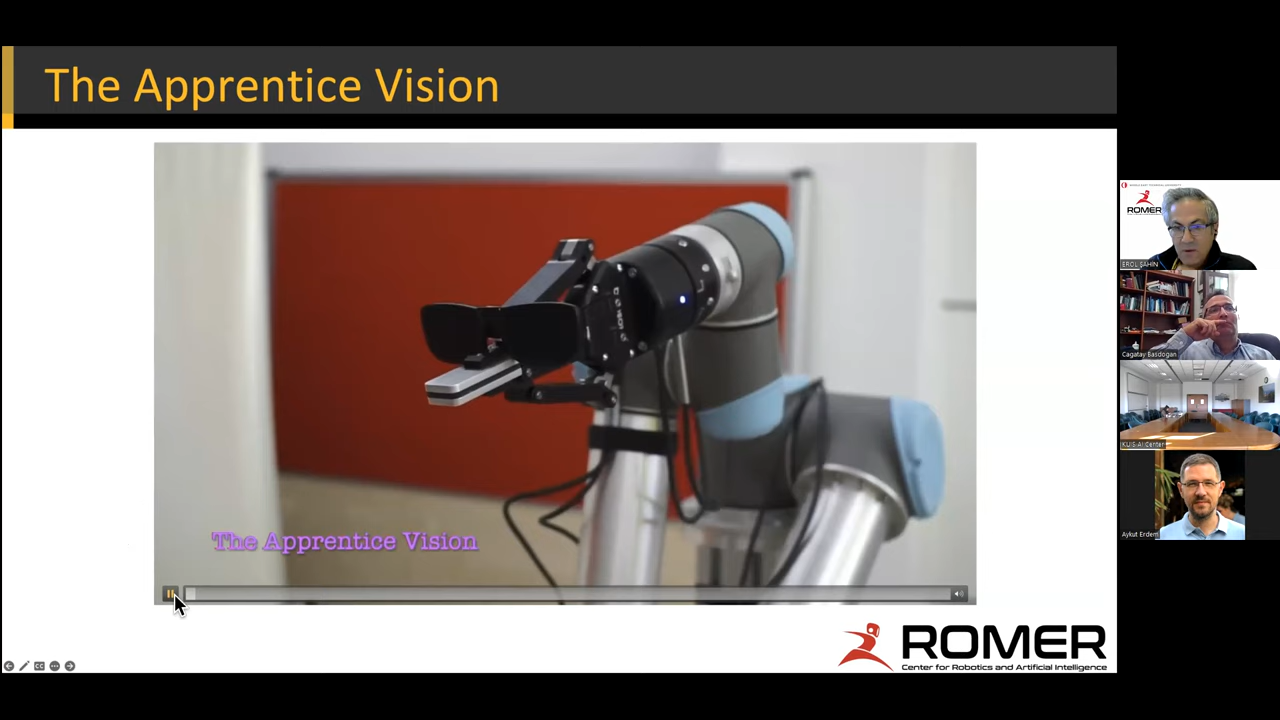 The Apprentice Vision
The Apprentice Vision
ROMER
Center for Robotics and Artificial Intelligence
ROMER
EROL ŞAHİN
Cagatay Basdogan
KUIS AI Center
Aykut Erdem